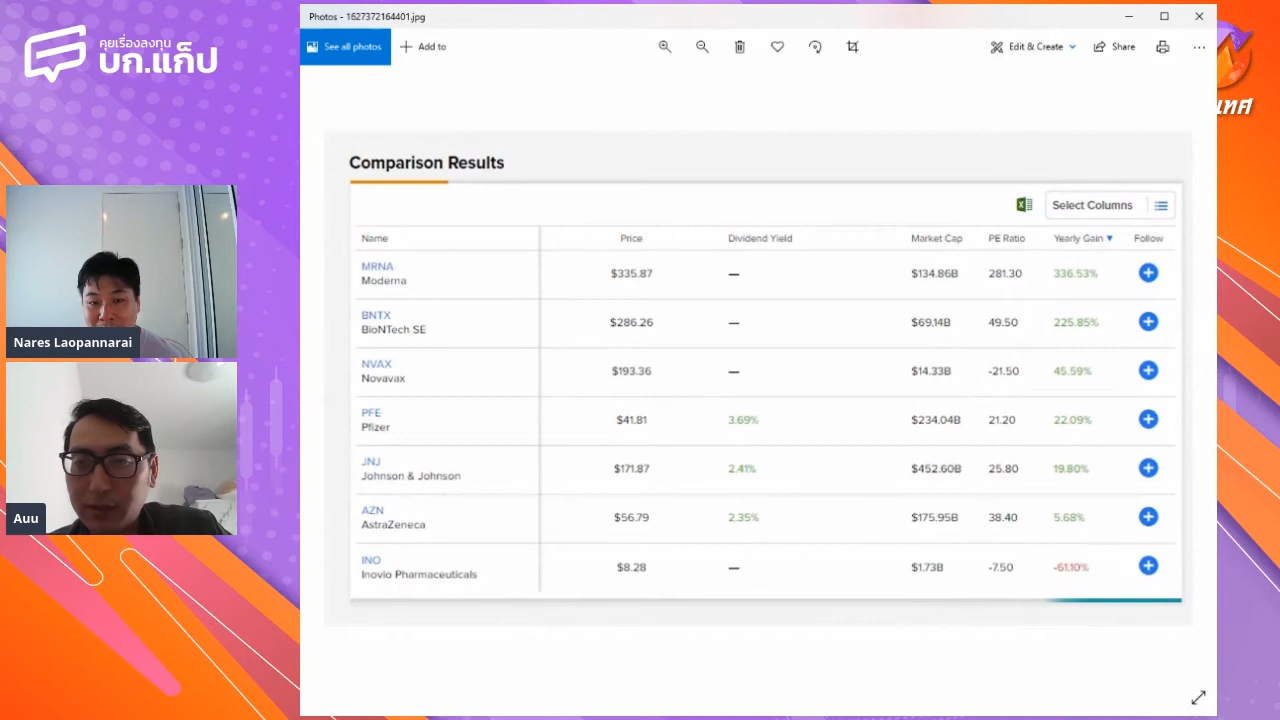 คุยเรื่องลงทุน
บก.แก็ป
Photos - 1627372164401.jpg
See all photos
Add to
Edit & Create
Share
เทศ
Comparison Results
Select Columns
Name Price Dividend Yield Market Cap PE Ratio Yearly Gain Follow
MRNA
Moderna
$335.87 — $134.86B 281.30 336.53%
BNTX
BioNTech SE
$286.26 — $69.14B 49.50 225.85%
NVAX
Novavax
$193.36 — $14.33B -21.50 45.59%
PFE
Pfizer
$41.81 3.69% $234.04B 21.20 22.09%
JNJ
Johnson & Johnson
$171.87 2.41% $452.60B 25.80 19.80%
AZN
AstraZeneca
$56.79 2.35% $175.95B 38.40 5.68%
INO
Inovio Pharmaceuticals
$8.28 — $1.73B -7.50 -61.10%
Nares Laopannarai
Auu